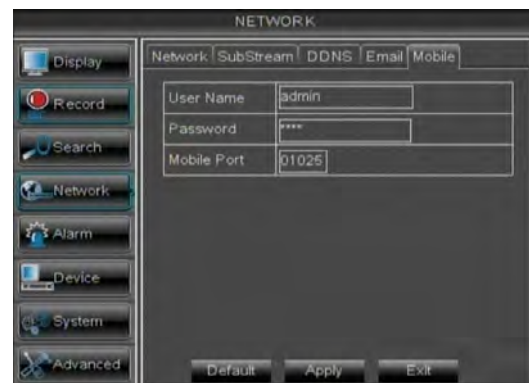 NETWORK
Display
Record
Search
Network
Alarm
Device
System
Advanced
Network SubStream DDNS Email Mobile
User Name admin
Password ****
Mobile Port 01025
Default Apply Exit